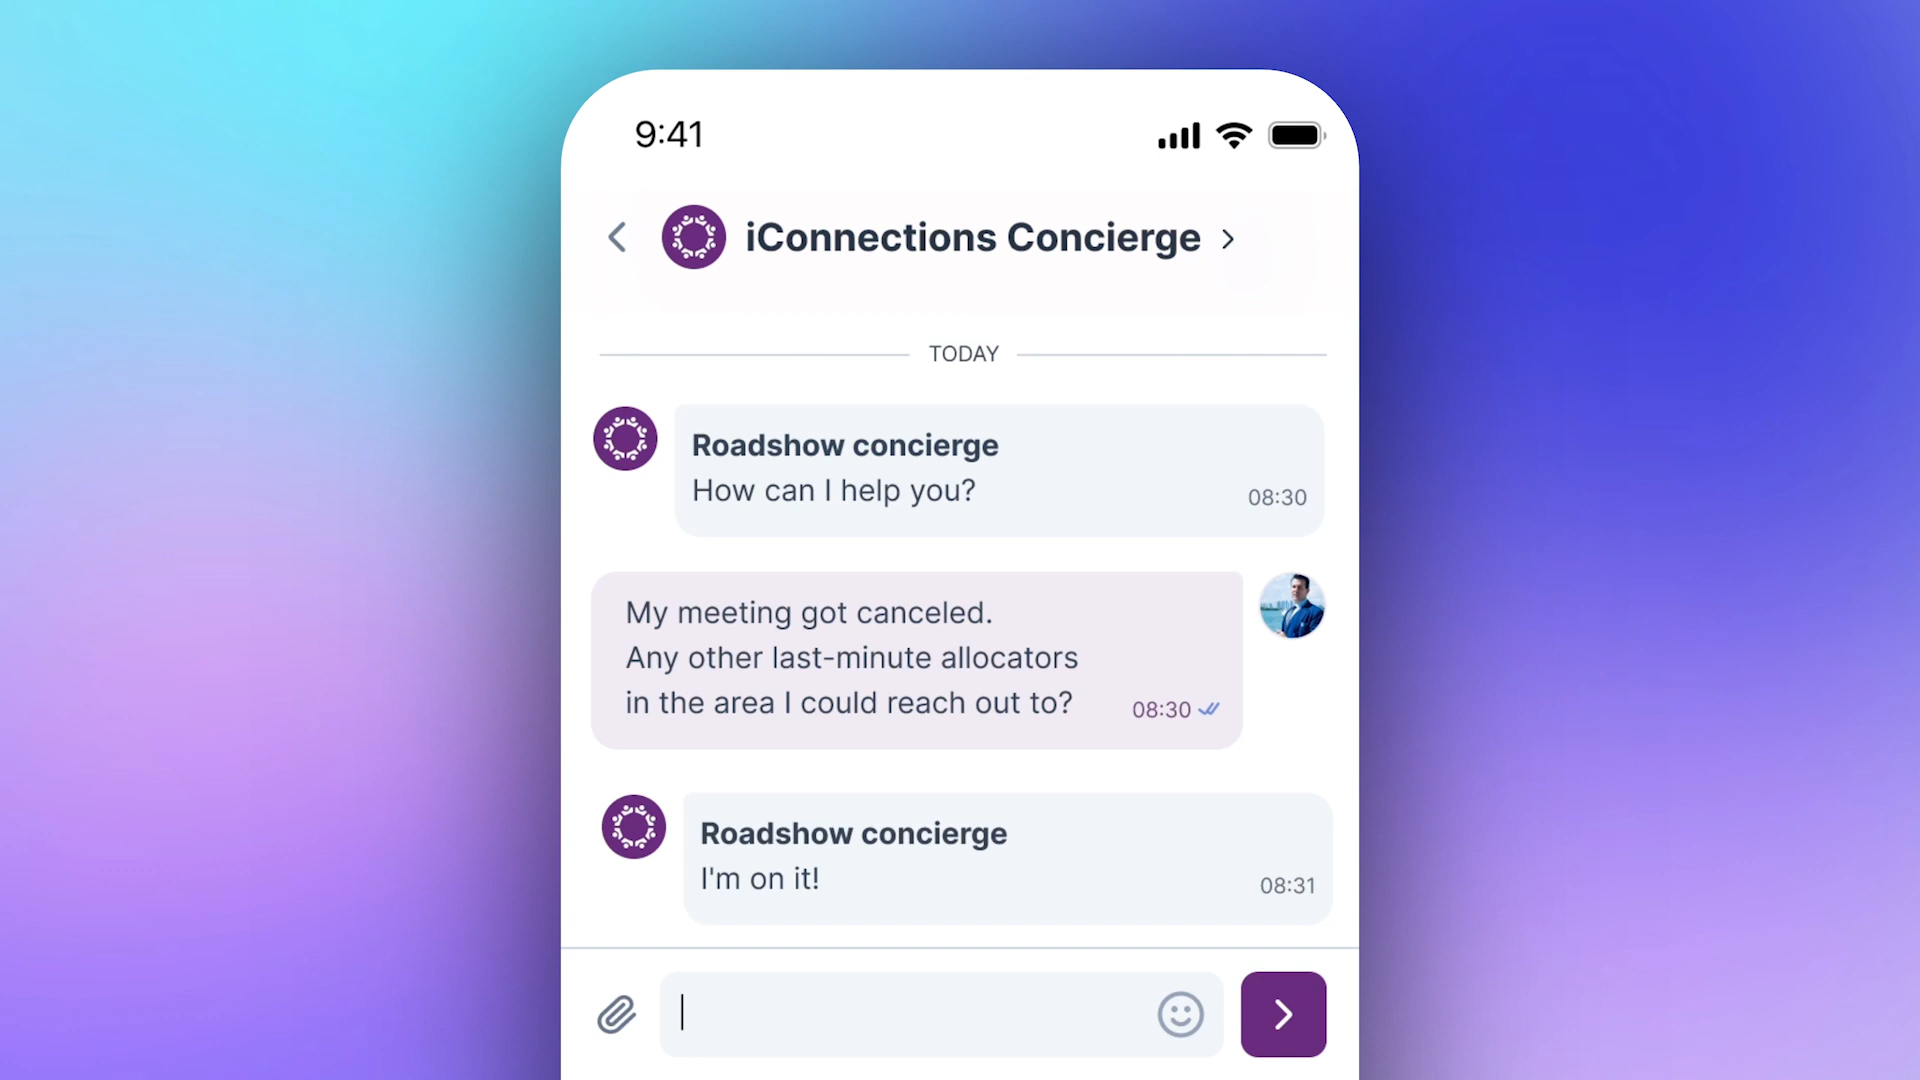 9:41
iConnections Concierge
TODAY
Roadshow concierge
How can I help you?
08:30
My meeting got canceled.
Any other last-minute allocators
in the area I could reach out to?
08:30
Roadshow concierge
I'm on it!
08:31